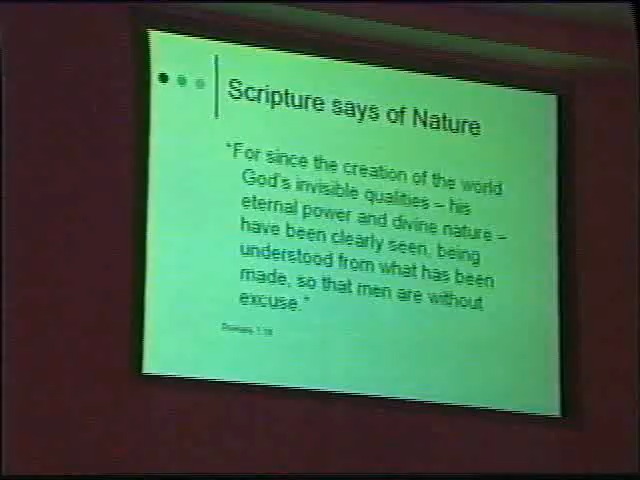 Scripture says of Nature
"For since the creation of the world
God's invisible qualities – his
eternal power and divine nature –
have been clearly seen, being
understood from what has been
made, so that men are without
excuse."